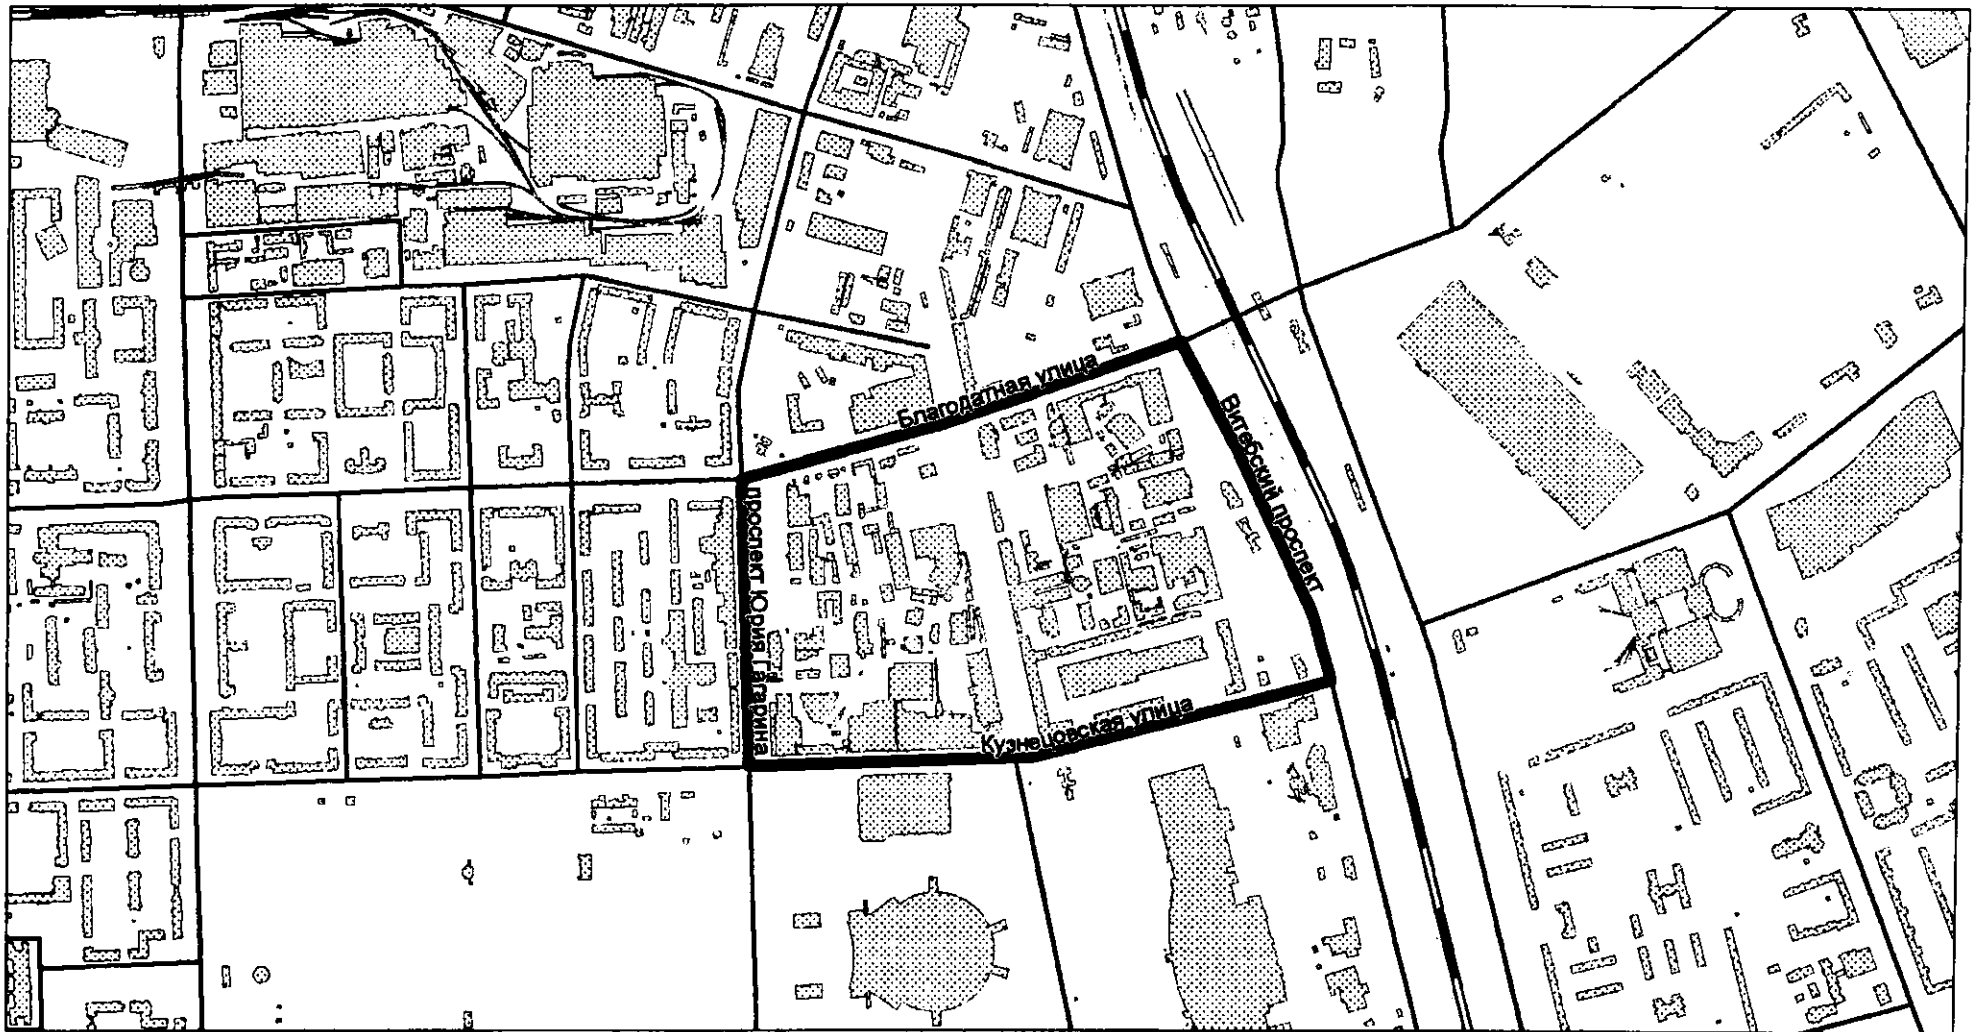 Благодатная улица
Витебский проспект
проспект Юрия Гагарина
Кузнецовская улица